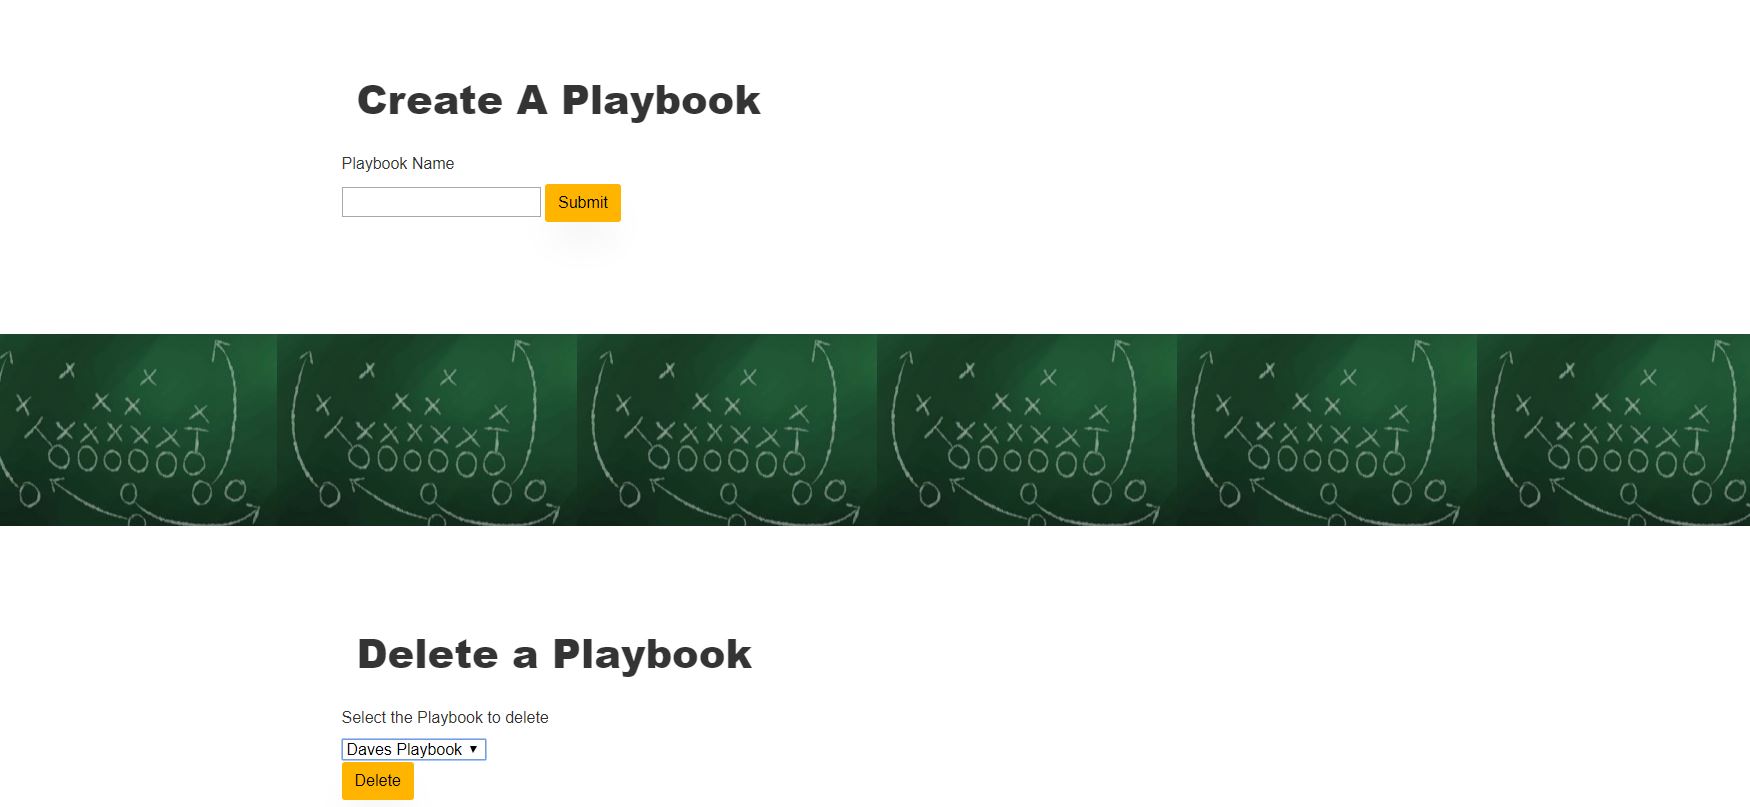 Create A Playbook
Playbook Name
Submit
Delete a Playbook
Select the Playbook to delete
Daves Playbook
Delete